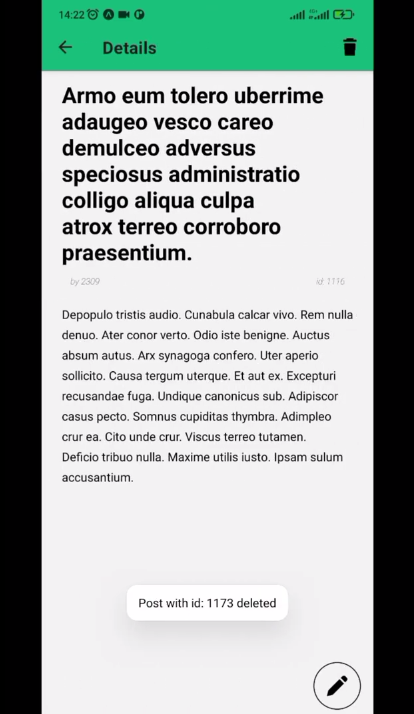 14:22
Details
Armo eum tolero uberrime
adaugeo vesco careo
demulceo adversus
speciosus administratio
colligo aliqua culpa
atrox terreo corroboro
praesentium.
by 2309 id: 1116
Depopulo tristis audio. Cunabula calcar vivo. Rem nulla
denuo. Ater conor verto. Odio iste benigne. Auctus
absum autus. Arx synagoga confero. Uter aperio
sollicito. Causa tergum uterque. Et aut ex. Excepturi
recusandae fuga. Undique canonicus sub. Adipiscor
casus pecto. Somnus cupiditas thymbra. Adimpleo
crur ea. Cito unde crur. Viscus terreo tutamen.
Deficio tribuo nulla. Maxime utilis iusto. Ipsam sulum
accusantium.
Post with id: 1173 deleted